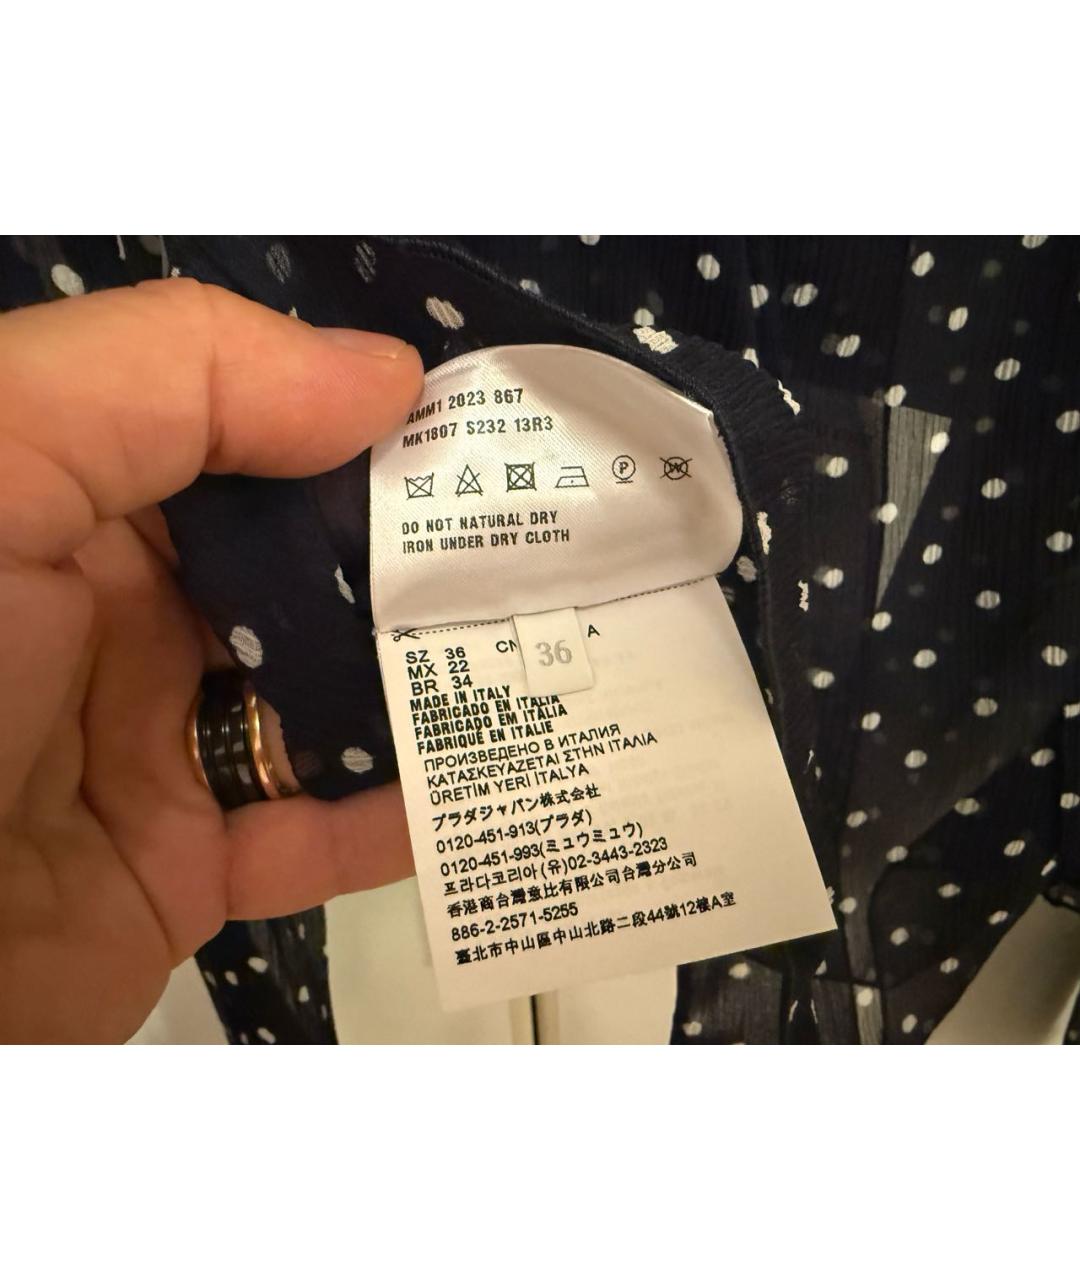 AMM1 2023 867
MK1807 S232 13R3
P W
DO NOT NATURAL DRY
IRON UNDER DRY CLOTH
SZ 36 CN A
MX 22
BR 34
36
MADE IN ITALY
FABRICADO EN ITALIA
FABRICADO EM ITÁLIA
FABRIQUÉ EN ITALIE
ПРОИЗВЕДЕНО В ИТАЛИЯ
ΚΑΤΑΣΚΕΥΑΖΕΤΑΙ ΣΤΗΝ ΙΤΑΛΙΑ
ÜRETİM YERİ İTALYA
プラダジャパン株式会社
0120-451-913(プラダ)
0120-451-993(ミュウミュウ)
프라다코리아(유)02-3443-2323
香港商台灣意比有限公司台灣分公司
886-2-2571-5255
臺北市中山區中山北路二段44號12樓A室